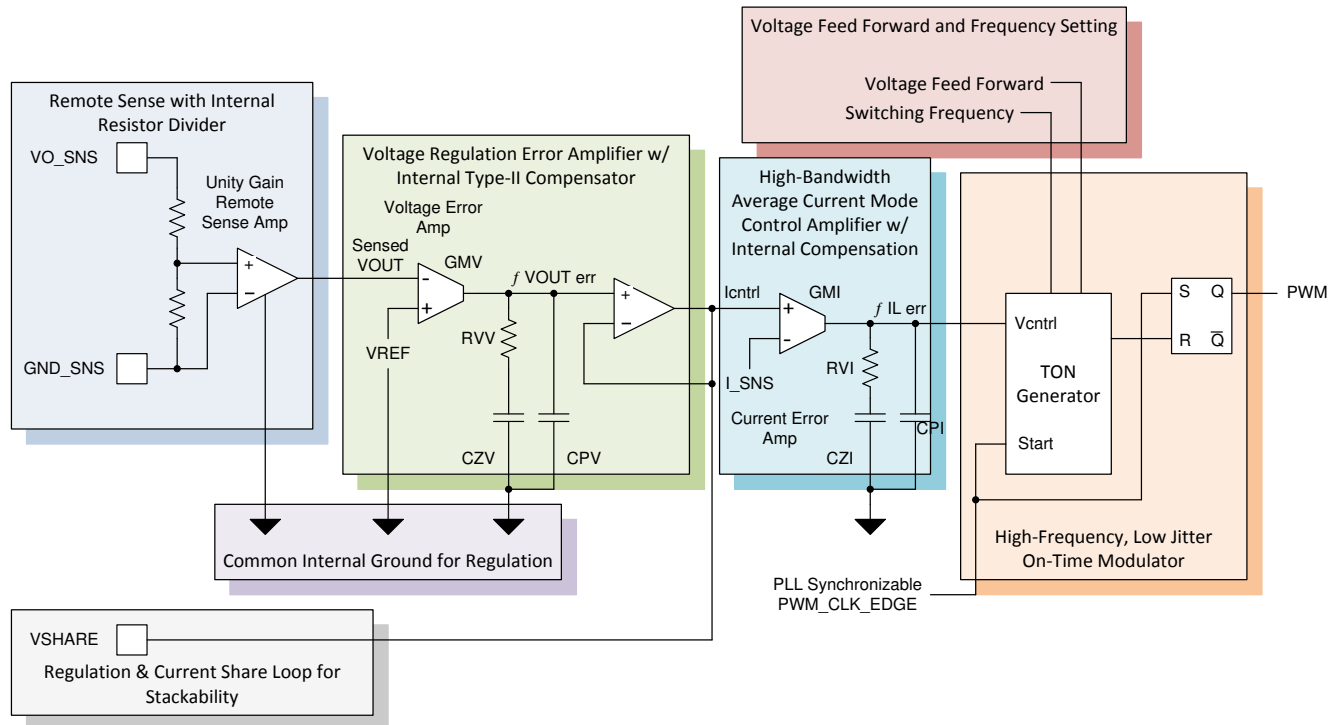 Voltage Feed Forward and Frequency Setting
Voltage Feed Forward
Switching Frequency
Remote Sense with Internal
Resistor Divider
VO_SNS
Unity Gain
Remote
Sense Amp
+
-
GND_SNS
Voltage Regulation Error Amplifier w/
Internal Type-II Compensator
Voltage Error
Amp
Sensed
VOUT
GMV
-
+
VREF
ƒ VOUT err
RVV
CZV
CPV
+
-
High-Bandwidth
Average Current Mode
Control Amplifier w/
Internal Compensation
Icntrl
GMI
+
-
I_SNS
ƒ IL err
RVI
Current Error
Amp
CPI
CZI
Vcntrl
TON
Generator
Start
S Q
R Q̅
PWM
High-Frequency, Low Jitter
On-Time Modulator
Common Internal Ground for Regulation
PLL Synchronizable
PWM_CLK_EDGE
VSHARE
Regulation & Current Share Loop for
Stackability